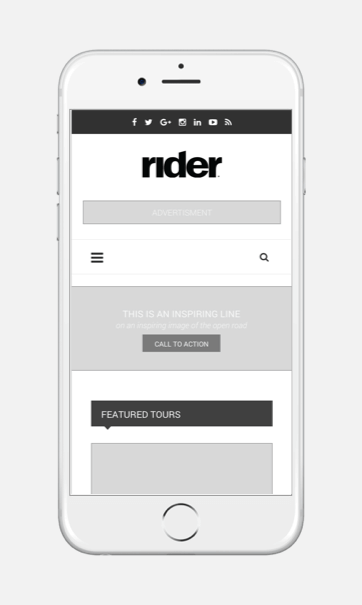 rider
ADVERTISMENT
THIS IS AN INSPIRING LINE
on an inspiring image of the open road
CALL TO ACTION
FEATURED TOURS